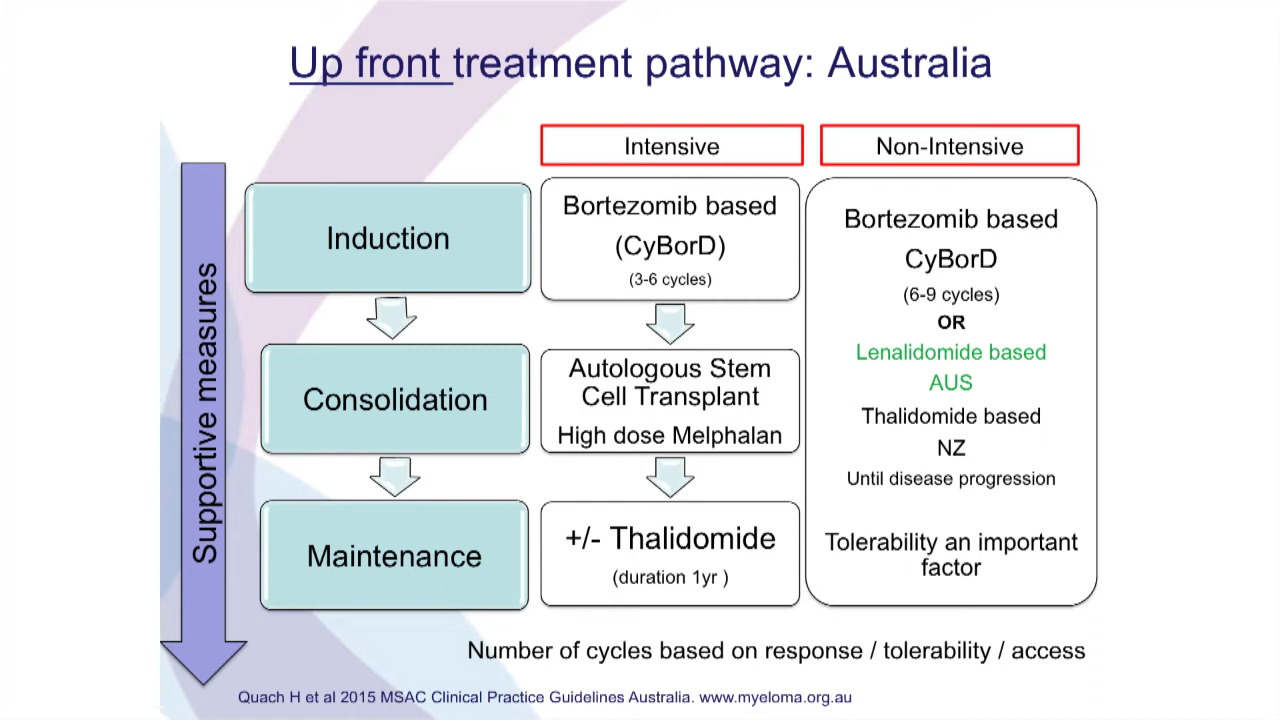 Up front treatment pathway: Australia
Intensive
Non-Intensive
Supportive measures
Induction
Consolidation
Maintenance
Bortezomib based
(CyBorD)
(3-6 cycles)
Autologous Stem
Cell Transplant
High dose Melphalan
+/- Thalidomide
(duration 1yr )
Bortezomib based
CyBorD
(6-9 cycles)
OR
Lenalidomide based
AUS
Thalidomide based
NZ
Until disease progression
Tolerability an important
factor
Number of cycles based on response / tolerability / access
Quach H et al 2015 MSAC Clinical Practice Guidelines Australia. www.myeloma.org.au